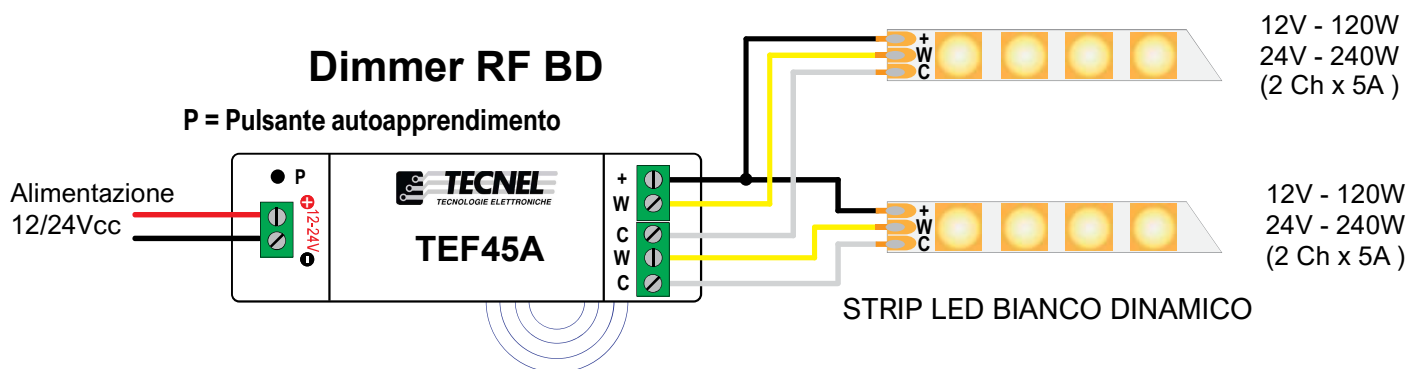 Dimmer RF BD
P = Pulsante autoapprendimento
Alimentazione
12/24Vcc
P
12-24V
TECNEL
TECNOLOGIE ELETTRONICHE
TEF45A
+
W
C
W
C
+
W
C
12V - 120W
24V - 240W
(2 Ch x 5A )
+
W
C
12V - 120W
24V - 240W
(2 Ch x 5A )
STRIP LED BIANCO DINAMICO